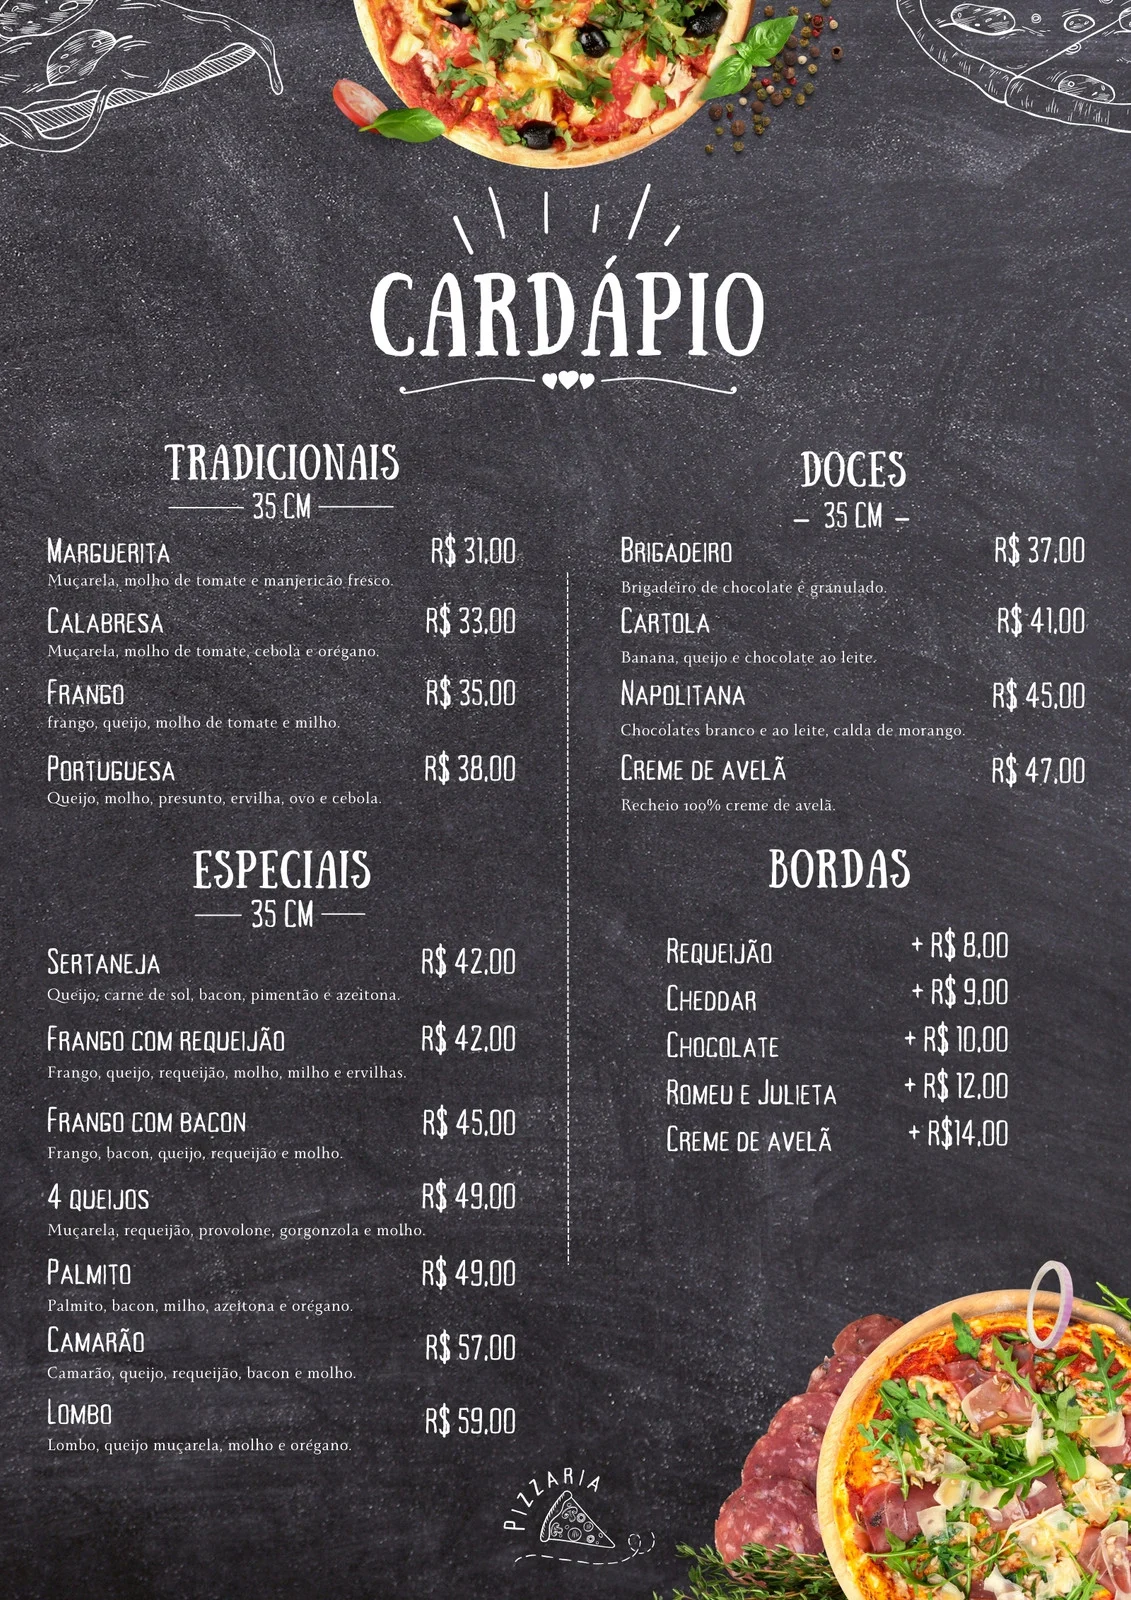 CARDÁPIO
TRADICIONAIS
35 CM
MARGUERITA R$ 31,00
Muçarela, molho de tomate e manjericão fresco.
CALABRESA R$ 33,00
Muçarela, molho de tomate, cebola e orégano.
FRANGO R$ 35,00
frango, queijo, molho de tomate e milho.
PORTUGUESA R$ 38,00
Queijo, molho, presunto, ervilha, ovo e cebola.
ESPECIAIS
35 CM
SERTANEJA R$ 42,00
Queijo, carne de sol, bacon, pimentão e azeitona.
FRANGO COM REQUEIJÃO R$ 42,00
Frango, queijo, requeijão, molho, milho e ervilhas.
FRANGO COM BACON R$ 45,00
Frango, bacon, queijo, requeijão e molho.
4 QUEIJOS R$ 49,00
Muçarela, requeijão, provolone, gorgonzola e molho.
PALMITO R$ 49,00
Palmito, bacon, milho, azeitona e orégano.
CAMARÃO R$ 57,00
Camarão, queijo, requeijão, bacon e molho.
LOMBO R$ 59,00
Lombo, queijo muçarela, molho e orégano.
DOCES
- 35 CM -
BRIGADEIRO R$ 37,00
Brigadeiro de chocolate e granulado.
CARTOLA R$ 41,00
Banana, queijo e chocolate ao leite.
NAPOLITANA R$ 45,00
Chocolates branco e ao leite, calda de morango.
CREME DE AVELÃ R$ 47,00
Recheio 100% creme de avelã.
BORDAS
REQUEIJÃO + R$ 8,00
CHEDDAR + R$ 9,00
CHOCOLATE + R$ 10,00
ROMEU E JULIETA + R$ 12,00
CREME DE AVELÃ + R$14,00
PIZZARIA